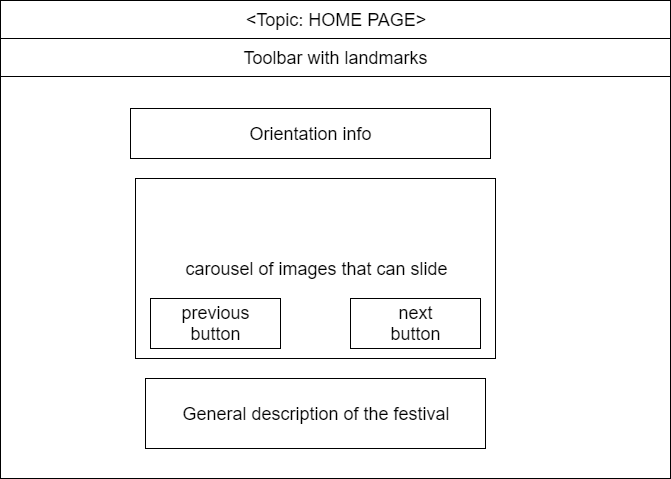 <Topic: HOME PAGE>
Toolbar with landmarks
Orientation info
carousel of images that can slide
previous
button
next
button
General description of the festival